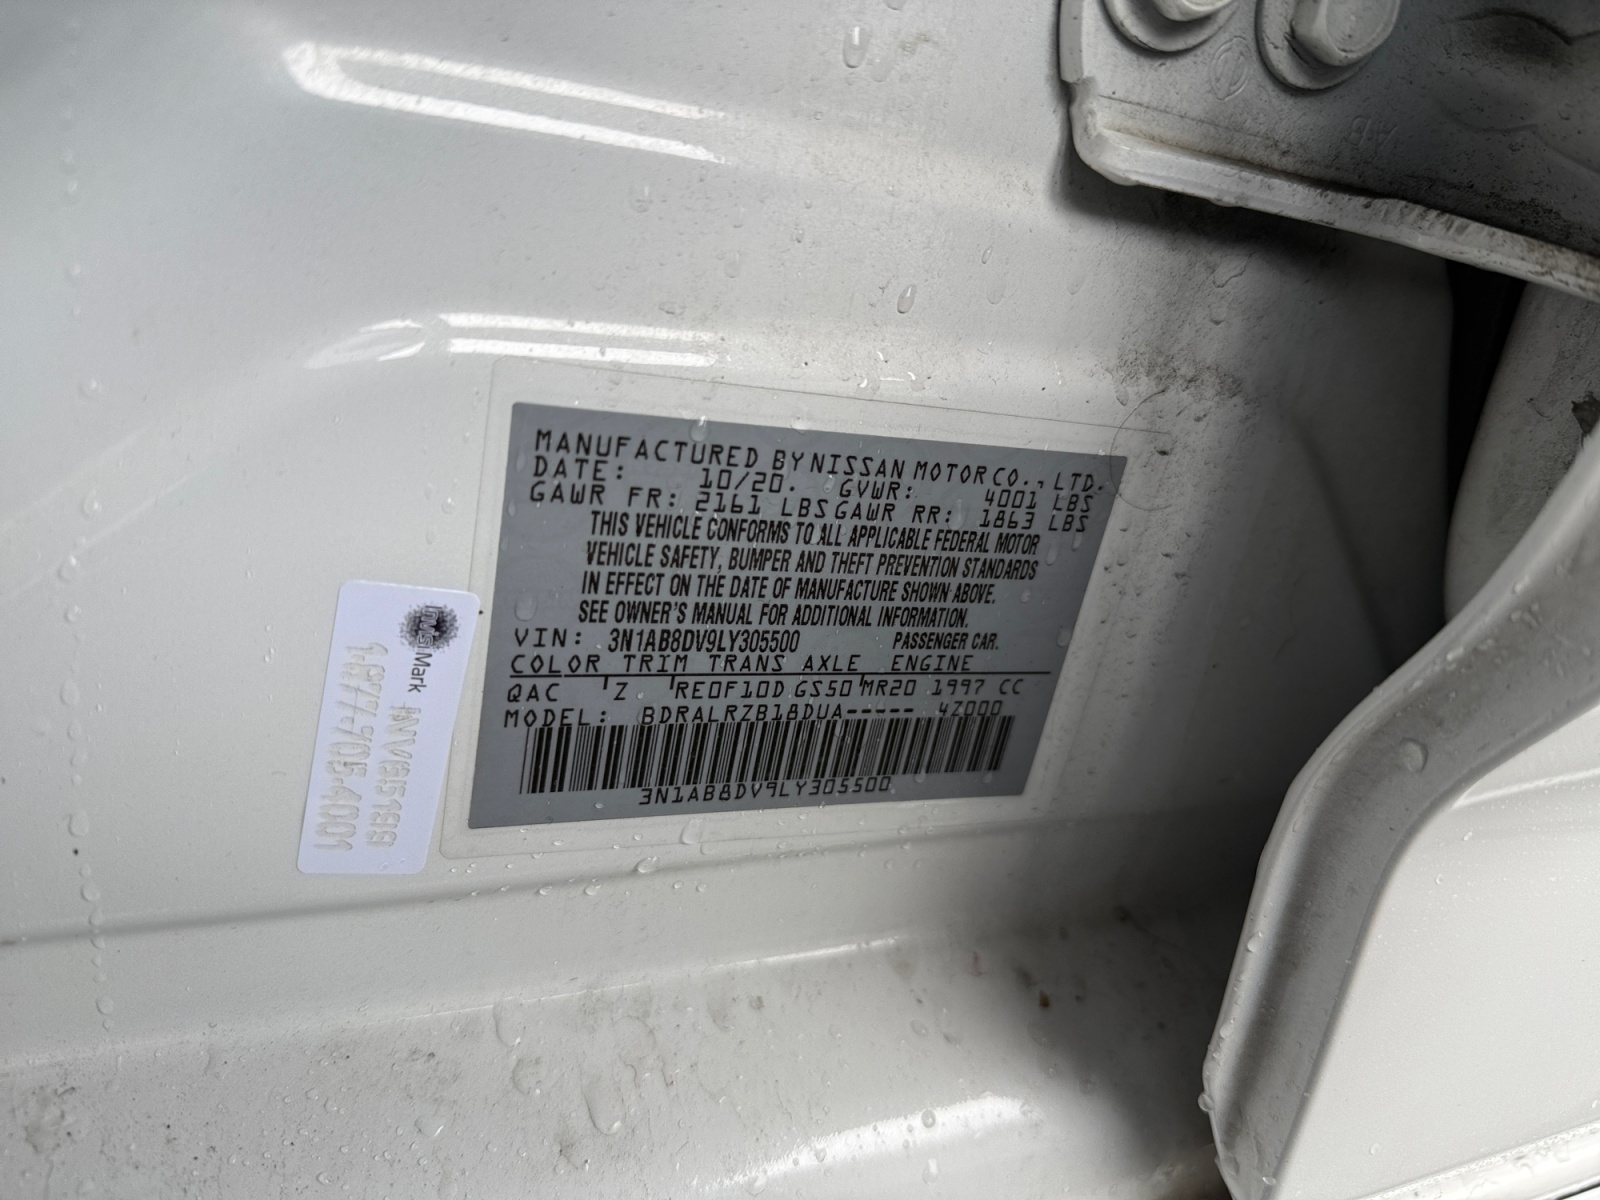 MANUFACTURED BY NISSAN MOTOR CO., LTD.
DATE: 10/20. GVWR: 4001 LBS
GAWR FR: 2161 LBS GAWR RR: 1863 LBS
THIS VEHICLE CONFORMS TO ALL APPLICABLE FEDERAL MOTOR
VEHICLE SAFETY, BUMPER AND THEFT PREVENTION STANDARDS
IN EFFECT ON THE DATE OF MANUFACTURE SHOWN ABOVE.
SEE OWNER'S MANUAL FOR ADDITIONAL INFORMATION.
VIN: 3N1AB8DV9LY305500 PASSENGER CAR.
COLOR TRIM TRANS AXLE ENGINE
QAC Z RE0F10D GS50 MR20 1997 CC
MODEL: BDRALRZB18DUA----- 4Z000
3N1AB8DV9LY305500
InvisiMark